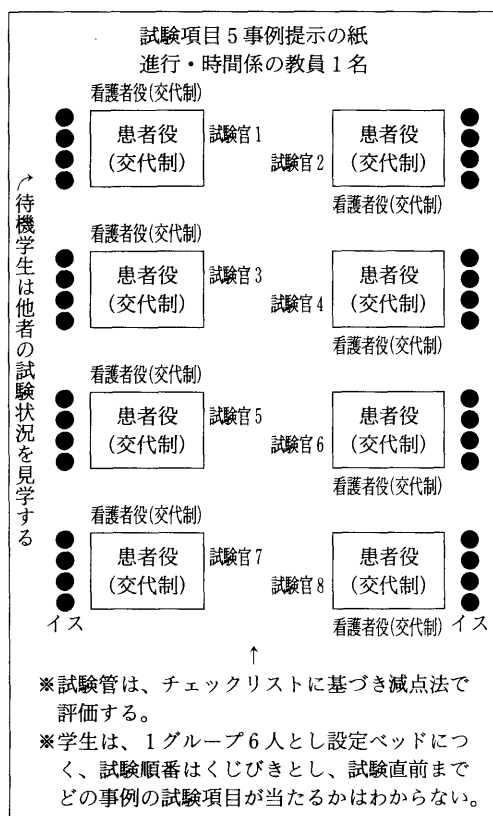 試験項目5事例提示の紙
進行・時間係の教員1名
看護者役(交代制)
患者役
(交代制)
試験官1
試験官2
患者役
(交代制)
看護者役(交代制)
看護者役(交代制)
患者役
(交代制)
試験官3
試験官4
患者役
(交代制)
看護者役(交代制)
看護者役(交代制)
患者役
(交代制)
試験官5
試験官6
患者役
(交代制)
看護者役(交代制)
看護者役(交代制)
患者役
(交代制)
試験官7
試験官8
患者役
(交代制)
看護者役(交代制)
イス
イス
待機学生は他者の試験状況を見学する
※試験管は、チェックリストに基づき減点法で
評価する。
※学生は、1グループ6人とし設定ベッドにつ
く、試験順番はくじびきとし、試験直前まで
どの事例の試験項目が当たるかはわからない。